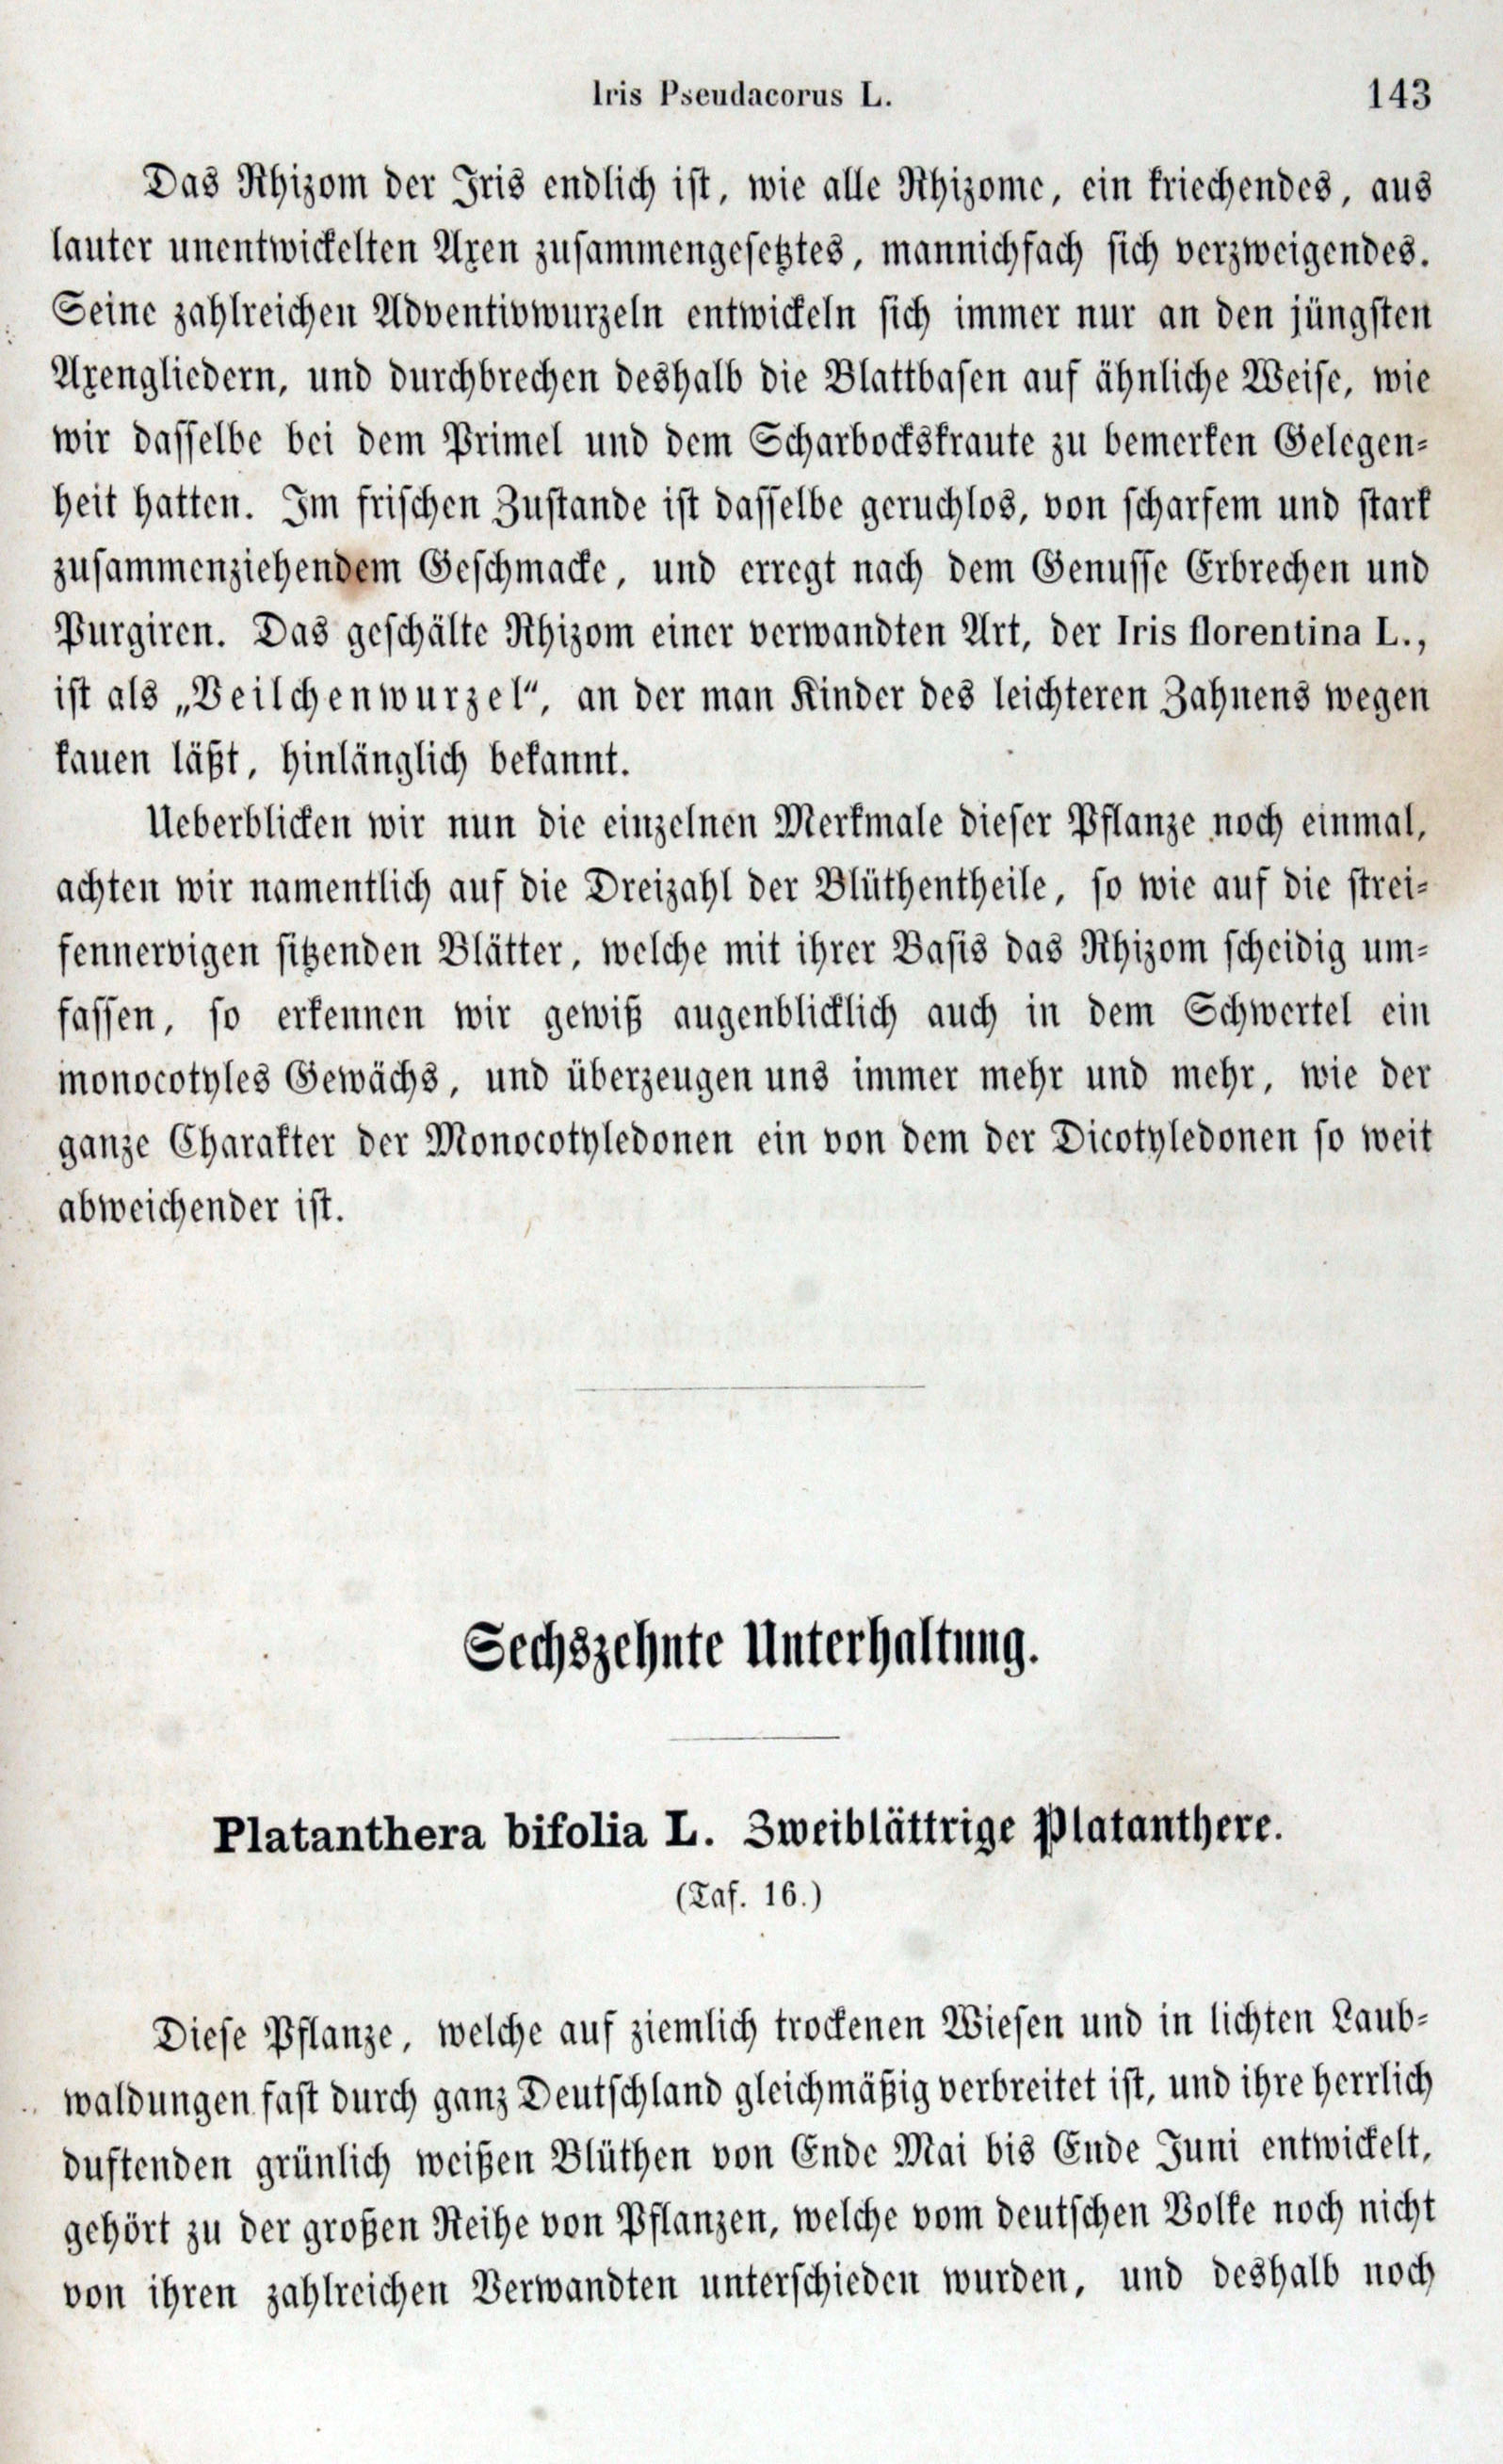 Iris Pseudacorus L. 143
Das Rhizom der Iris endlich ist, wie alle Rhizome, ein kriechendes, aus
lauter unentwickelten Axen zusammengesetztes, mannichfach sich verzweigendes.
Seine zahlreichen Adventivwurzeln entwickeln sich immer nur an den jüngsten
Axengliedern, und durchbrechen deshalb die Blattbasen auf ähnliche Weise, wie
wir dasselbe bei dem Primel und dem Scharbockskraute zu bemerken Gelegen-
heit hatten. Im frischen Zustande ist dasselbe geruchlos, von scharfem und stark
zusammenziehendem Geschmacke, und erregt nach dem Genusse Erbrechen und
Purgiren. Das geschälte Rhizom einer verwandten Art, der Iris florentina L.,
ist als „Veilchenwurzel“, an der man Kinder des leichteren Zahnens wegen
kauen läßt, hinlänglich bekannt.
Ueberblicken wir nun die einzelnen Merkmale dieser Pflanze noch einmal,
achten wir namentlich auf die Dreizahl der Blüthentheile, so wie auf die strei-
fennervigen sitzenden Blätter, welche mit ihrer Basis das Rhizom scheidig um-
fassen, so erkennen wir gewiß augenblicklich auch in dem Schwertel ein
monocotyles Gewächs, und überzeugen uns immer mehr und mehr, wie der
ganze Charakter der Monocotyledonen ein von dem der Dicotyledonen so weit
abweichender ist.
Sechszehnte Unterhaltung.
Platanthera bifolia L. Zweiblättrige Platanthere.
(Taf. 16.)
Diese Pflanze, welche auf ziemlich trockenen Wiesen und in lichten Laub-
waldungen fast durch ganz Deutschland gleichmäßig verbreitet ist, und ihre herrlich
duftenden grünlich weißen Blüthen von Ende Mai bis Ende Juni entwickelt,
gehört zu der großen Reihe von Pflanzen, welche vom deutschen Volke noch nicht
von ihren zahlreichen Verwandten unterschieden wurden, und deshalb noch